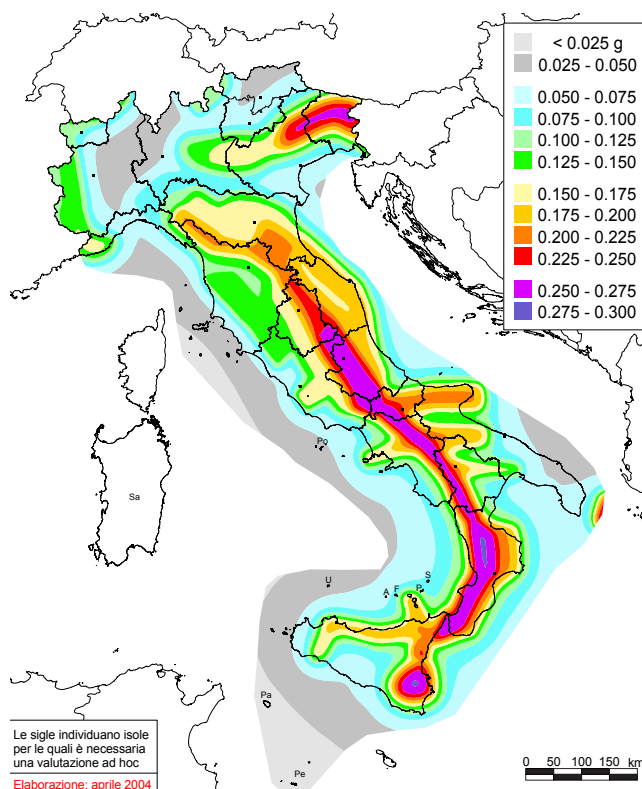 < 0.025 g
0.025 - 0.050
0.050 - 0.075
0.075 - 0.100
0.100 - 0.125
0.125 - 0.150
0.150 - 0.175
0.175 - 0.200
0.200 - 0.225
0.225 - 0.250
0.250 - 0.275
0.275 - 0.300
Po
Sa
U
A
F
P
S
Pa
Pe
Le sigle individuano isole
per le quali è necessaria
una valutazione ad hoc
Elaborazione: aprile 2004
0 50 100 150 km